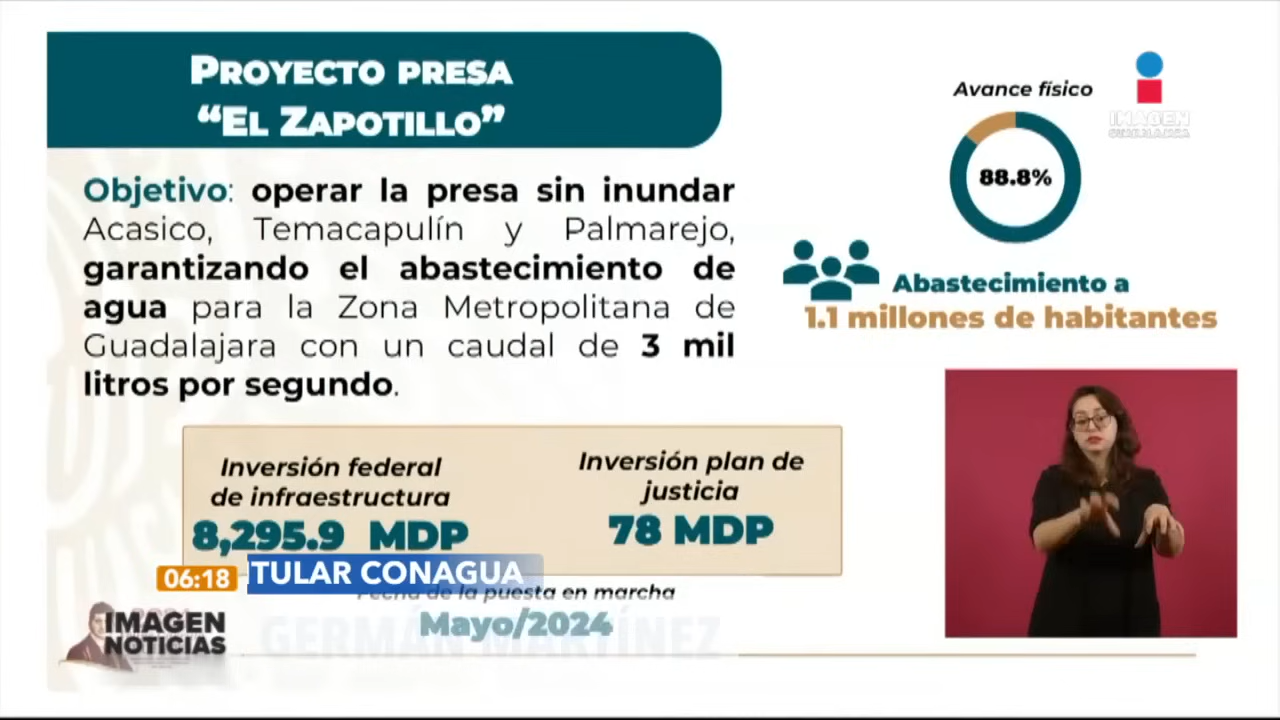 PROYECTO PRESA
“EL ZAPOTILLO”
Objetivo: operar la presa sin inundar
Acasico, Temacapulín y Palmarejo,
garantizando el abastecimiento de
agua para la Zona Metropolitana de
Guadalajara con un caudal de 3 mil
litros por segundo.
Avance físico
88.8%
IMAGEN
GUADALAJARA
Abastecimiento a
1.1 millones de habitantes
Inversión federal
de infraestructura
8,295.9 MDP
Inversión plan de
justicia
78 MDP
06:18
TULAR CONAGUA
Fecha de la puesta en marcha
Mayo/2024
GERMÁN MARTÍNEZ
IMAGEN
NOTICIAS